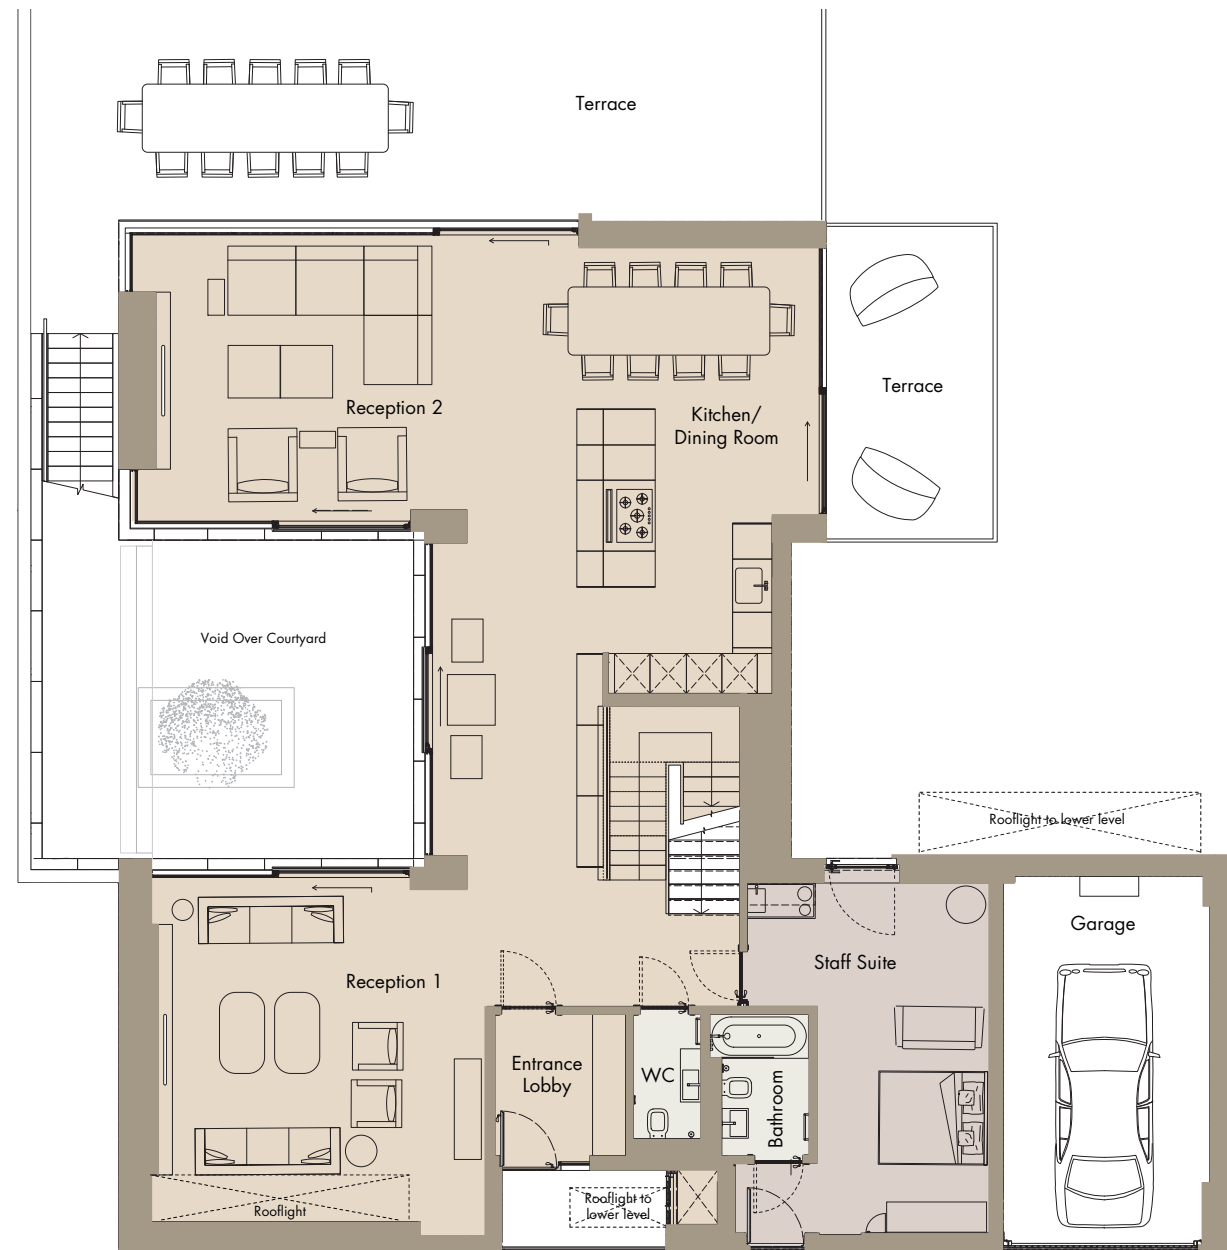 Terrace
Terrace
Reception 2
Kitchen/
Dining Room
Void Over Courtyard
Rooflight to lower level
Garage
Staff Suite
Reception 1
Entrance
Lobby
WC
Bathroom
Rooflight to
lower level
Rooflight